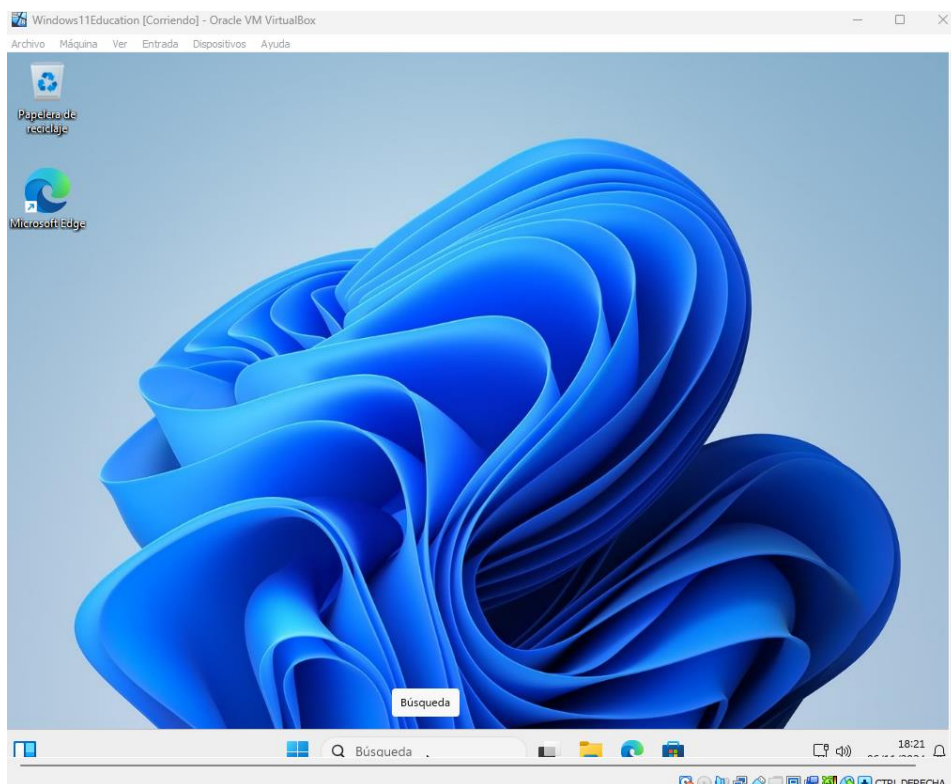 Windows11Education [Corriendo] - Oracle VM VirtualBox
Archivo Máquina Ver Entrada Dispositivos Ayuda
Papelera de
reciclaje
Microsoft Edge
Búsqueda
Búsqueda
18:21
CTRL DERECHA